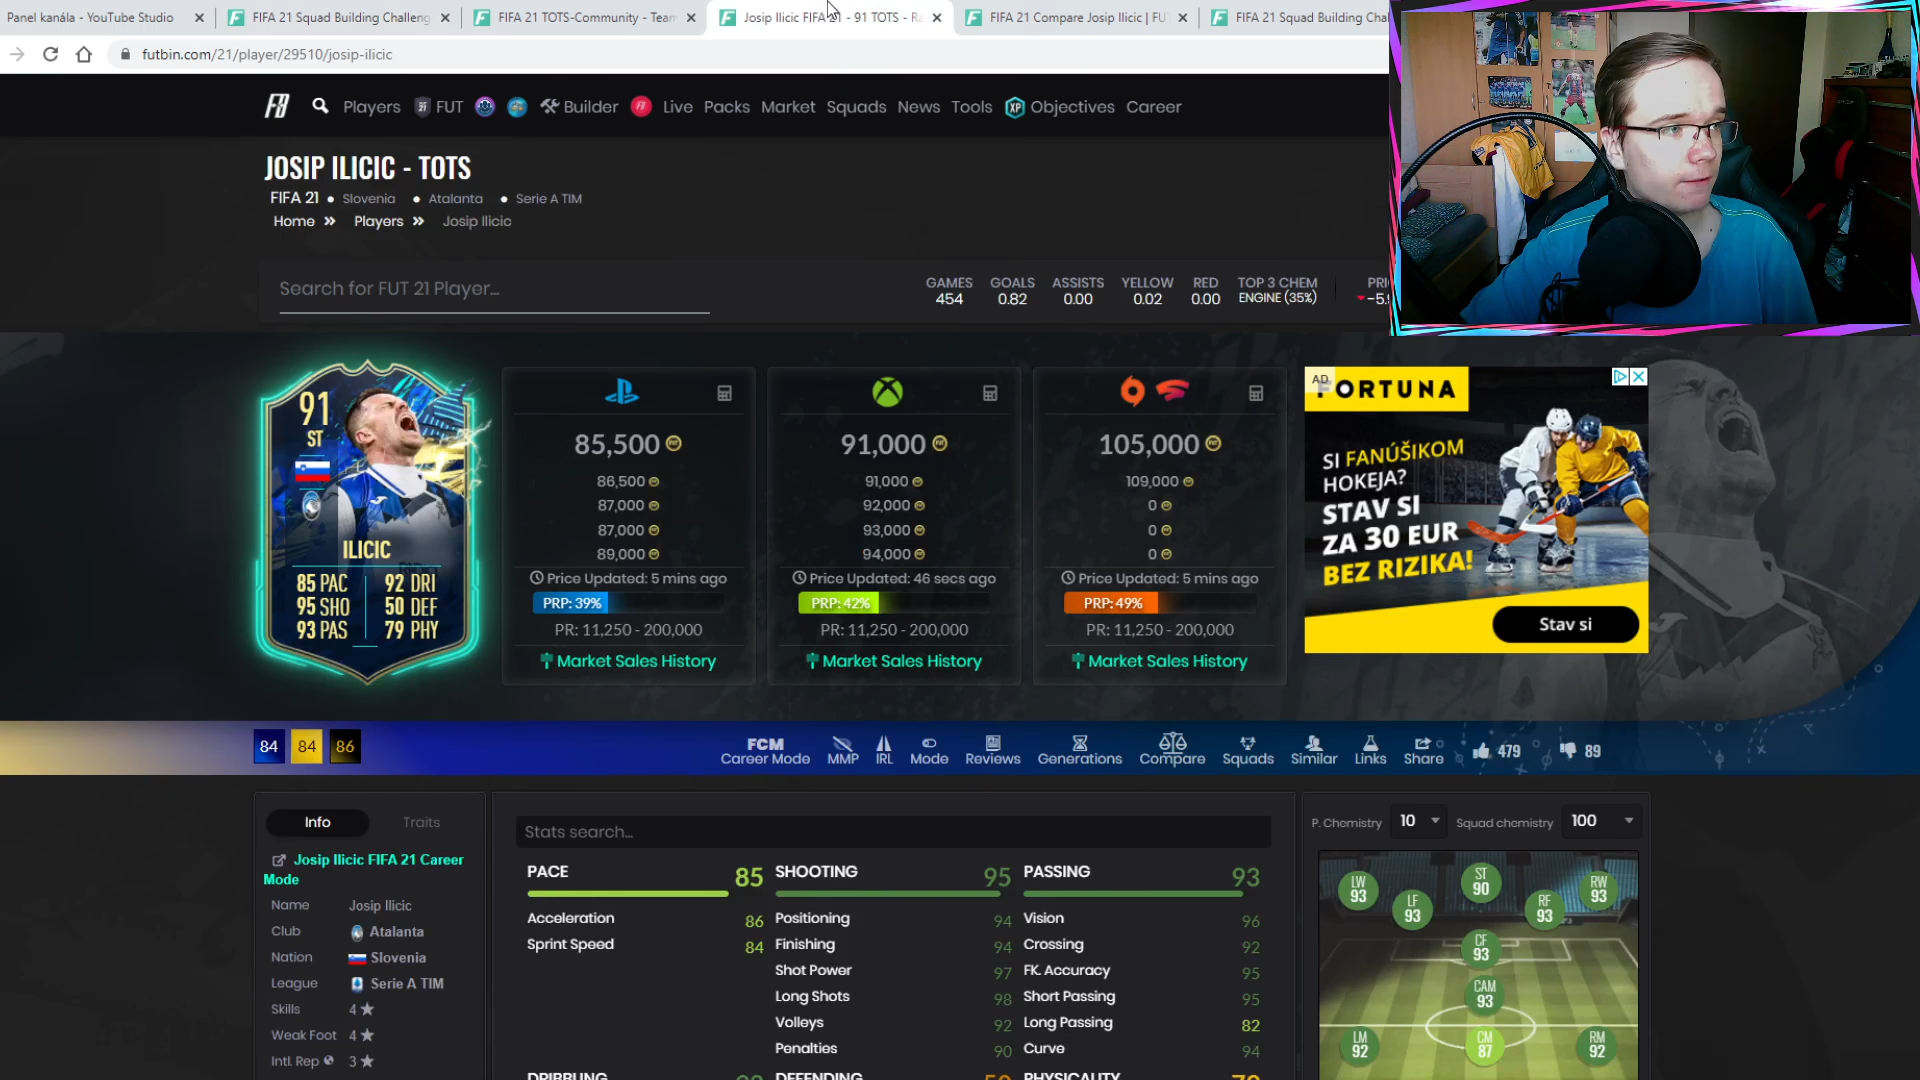 Panel kanála - YouTube Studio
FIFA 21 Squad Building Challeng
FIFA 21 TOTS-Community - Team
Josip Ilicic FIFA 21 - 91 TOTS - Ra
FIFA 21 Compare Josip Ilicic | FU
FIFA 21 Squad Building Chal
futbin.com/21/player/29510/josip-ilicic
Players FUT Builder Live Packs Market Squads News Tools XP Objectives Career
JOSIP ILICIC - TOTS
FIFA 21 • Slovenia • Atalanta • Serie A TIM
Home » Players » Josip Ilicic
Search for FUT 21 Player...
GAMES GOALS ASSISTS YELLOW RED TOP 3 CHEM
454 0.82 0.00 0.02 0.00 ENGINE (35%)
91
ST
ILICIC
85 PAC 92 DRI
95 SHO 50 DEF
93 PAS 79 PHY
85,500
86,500
87,000
87,000
89,000
Price Updated: 5 mins ago
PRP: 39%
PR: 11,250 - 200,000
Market Sales History
91,000
91,000
92,000
93,000
94,000
Price Updated: 46 secs ago
PRP: 42%
PR: 11,250 - 200,000
Market Sales History
105,000
109,000
0
0
0
Price Updated: 5 mins ago
PRP: 49%
PR: 11,250 - 200,000
Market Sales History
AD
FORTUNA
SI FANÚŠIKOM
HOKEJA?
STAV SI
ZA 30 EUR
BEZ RIZIKA!
Stav si
84 84 86
FCM
Career Mode MMP IRL Mode Reviews Generations Compare Squads Similar Links Share
479 89
Info Traits
Josip Ilicic FIFA 21 Career
Mode
Name Josip Ilicic
Club Atalanta
Nation Slovenia
League Serie A TIM
Skills 4
Weak Foot 4
Intl. Rep 3
Stats search...
PACE 85
Acceleration 86
Sprint Speed 84
SHOOTING 95
Positioning 94
Finishing 94
Shot Power 97
Long Shots 98
Volleys 92
Penalties 90
PASSING 93
Vision 96
Crossing 92
FK. Accuracy 95
Short Passing 95
Long Passing 82
Curve 94
DRIBBLING
DEFENDING
PHYSICALITY
P. Chemistry 10 Squad chemistry 100
LW
93
LF
93
ST
90
RF
93
RW
93
CF
93
CAM
93
LM
92
CM
87
RM
92